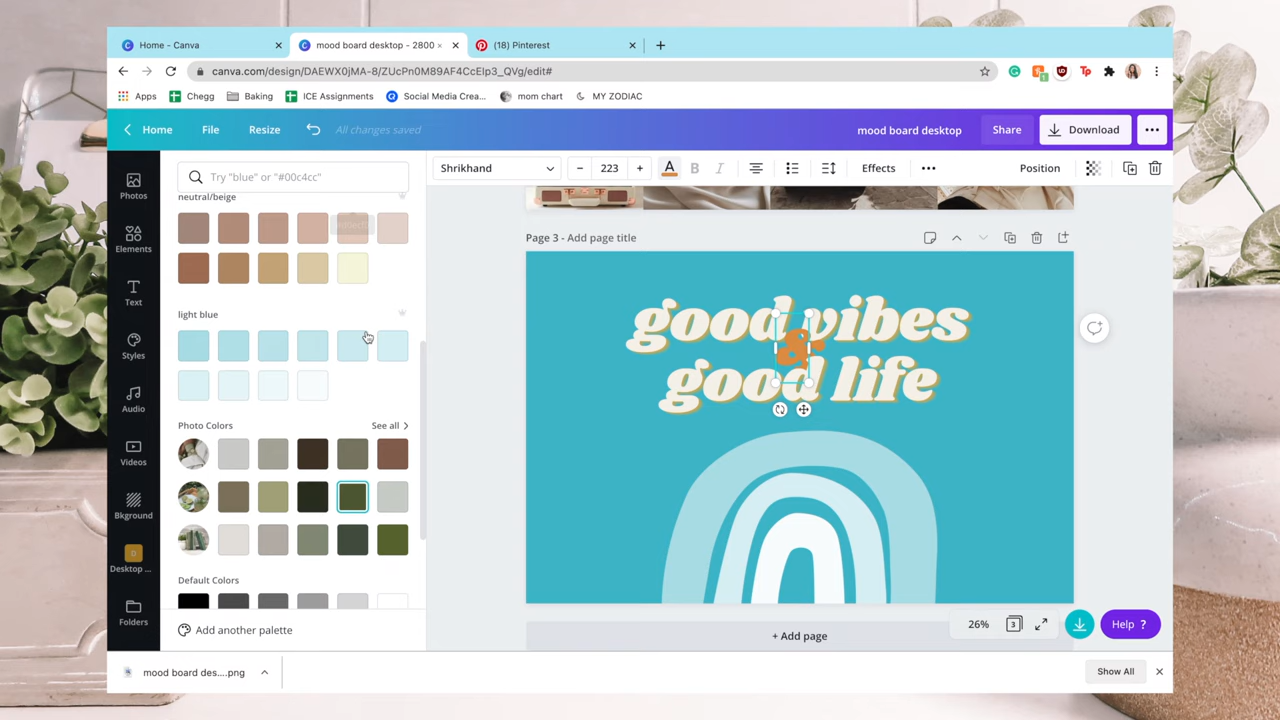 Home - Canva
mood board desktop - 2800 ×
(18) Pinterest
canva.com/design/DAEWXOjMA-8/ZUcPn0M89AF4CcEIp3_QVg/edit#
Apps
Chegg
Baking
ICE Assignments
Social Media Crea...
mom chart
MY ZODIAC
Home
File
Resize
All changes saved
mood board desktop
Share
Download
Try "blue" or "#00c4cc"
Shrikhand
223
A
B
I
Effects
Position
Photos
Elements
Text
Styles
Audio
Videos
Bkground
D
Desktop ...
Folders
neutral/beige
light blue
Photo Colors
See all
Default Colors
Add another palette
Page 3 - Add page title
good vibes
&
good life
+ Add page
26%
3
Help ?
mood board des....png
Show All